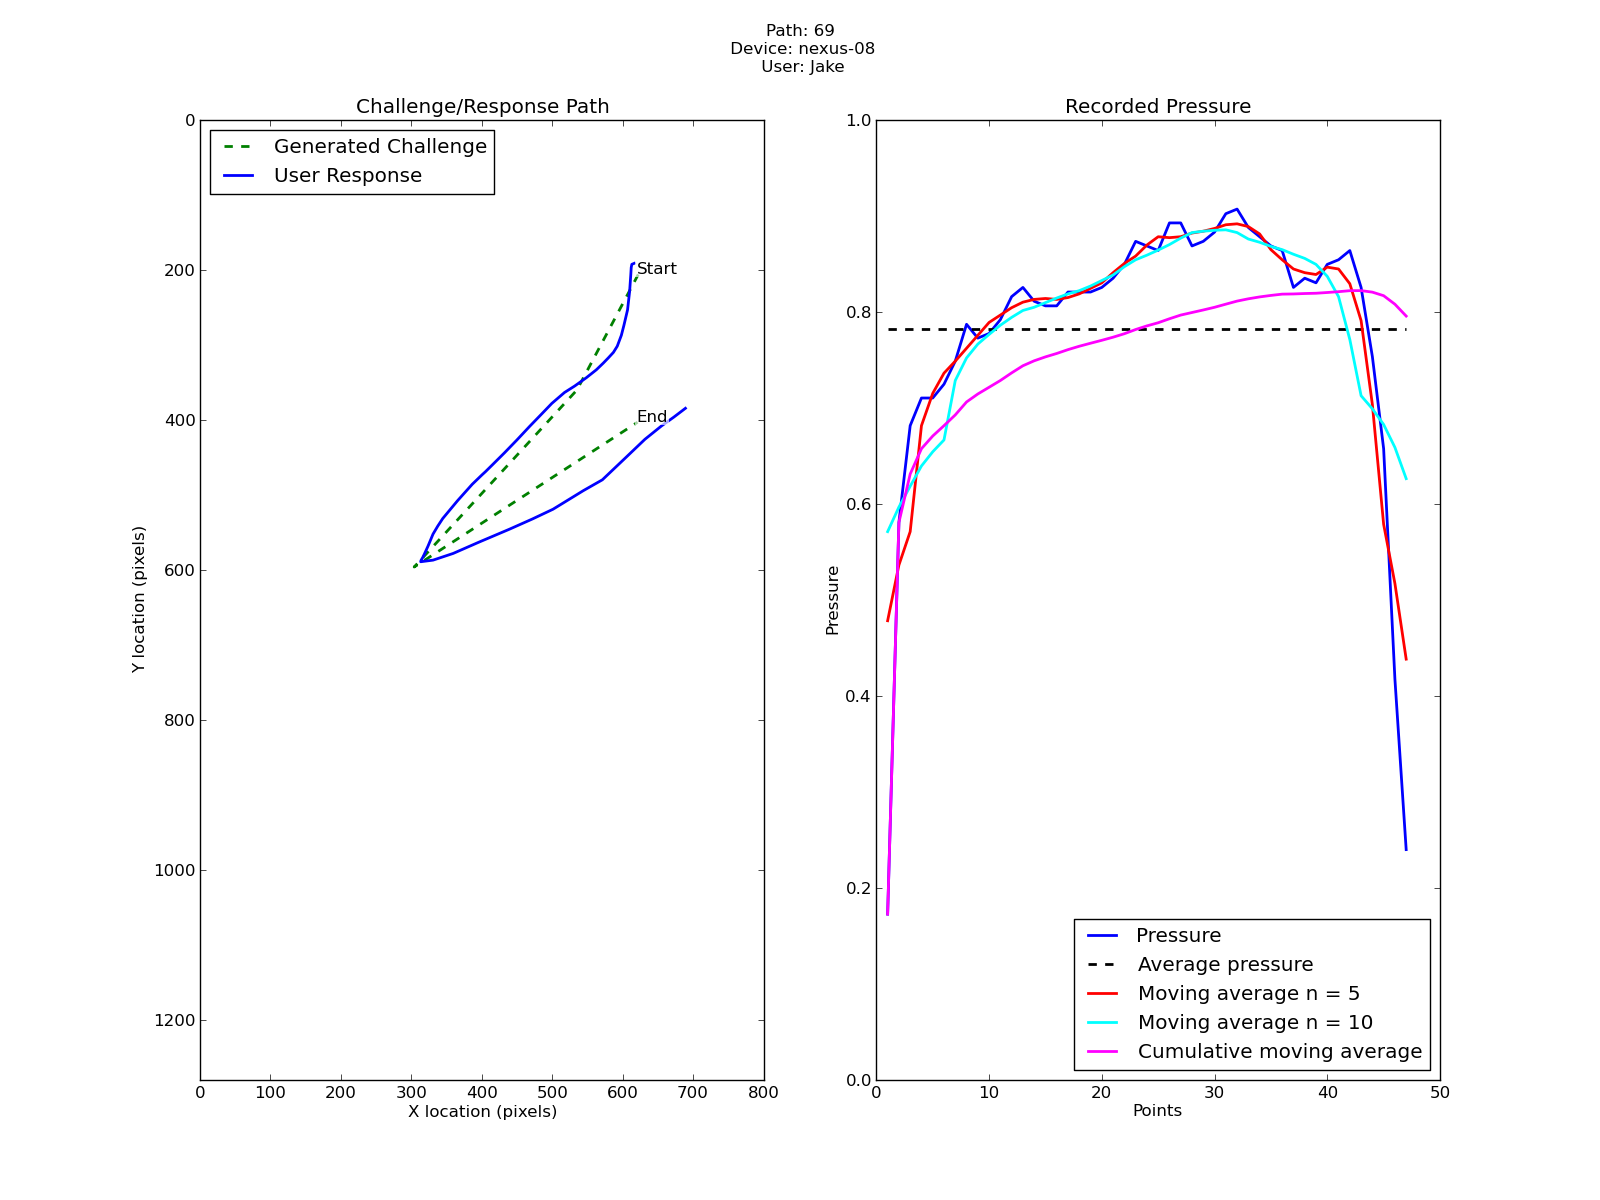 Path: 69
Device: nexus-08
User: Jake
Challenge/Response Path
Generated Challenge
User Response
Start
End
0
200
400
600
800
1000
1200
Y location (pixels)
0 100 200 300 400 500 600 700 800
X location (pixels)
Recorded Pressure
1.0
0.8
0.6
0.4
0.2
0.0
Pressure
Pressure
Average pressure
Moving average n = 5
Moving average n = 10
Cumulative moving average
0 10 20 30 40 50
Points